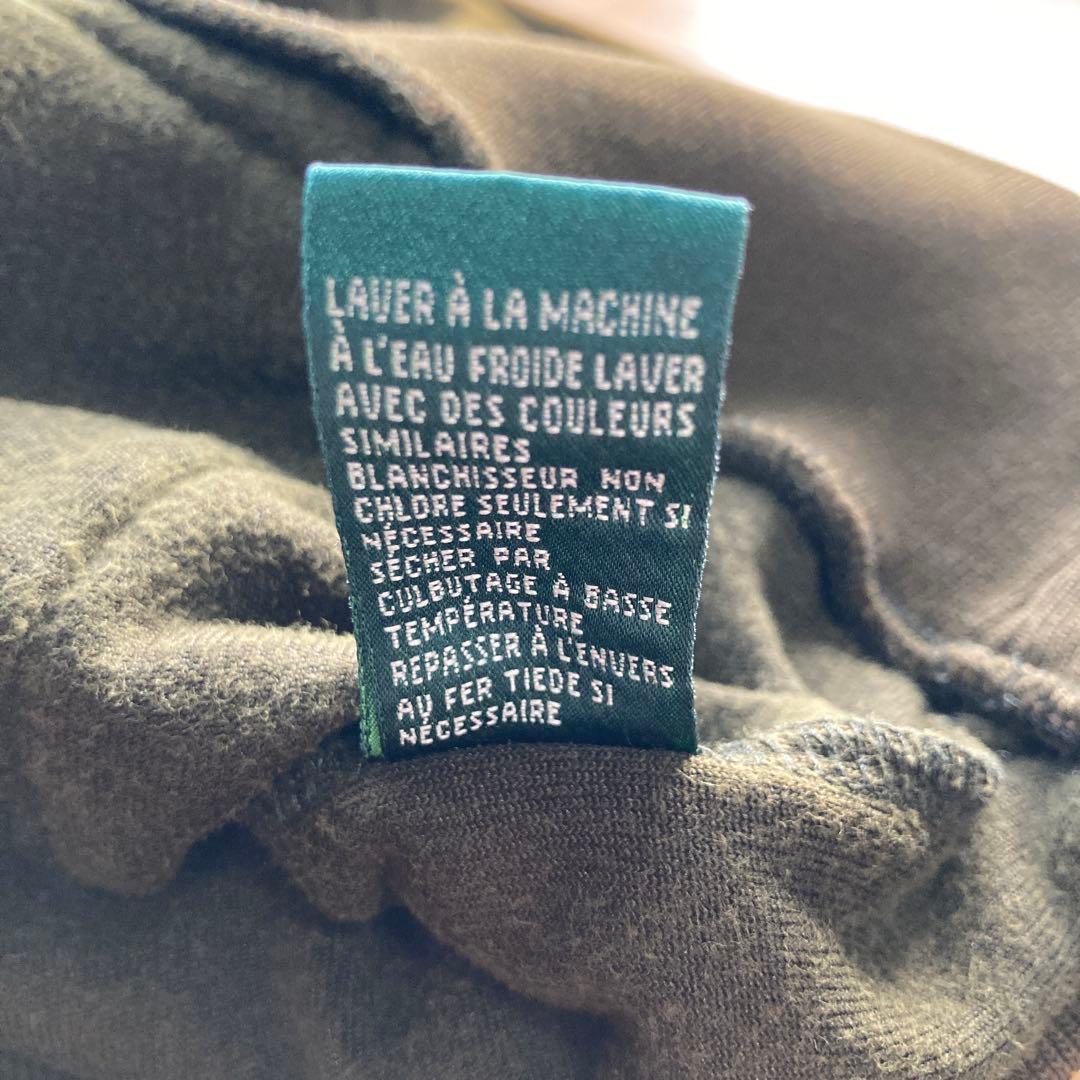 LAVER À LA MACHINE
À L'EAU FROIDE LAVER
AVEC DES COULEURS
SIMILAIRES
BLANCHISSEUR NON
CHLORE SEULEMENT SI
NÉCESSAIRE
SECHER PAR
CULBUTAGE À BASSE
TEMPÉRATURE
REPASSER À L'ENVERS
AU FER TIEDE SI
NÉCESSAIRE